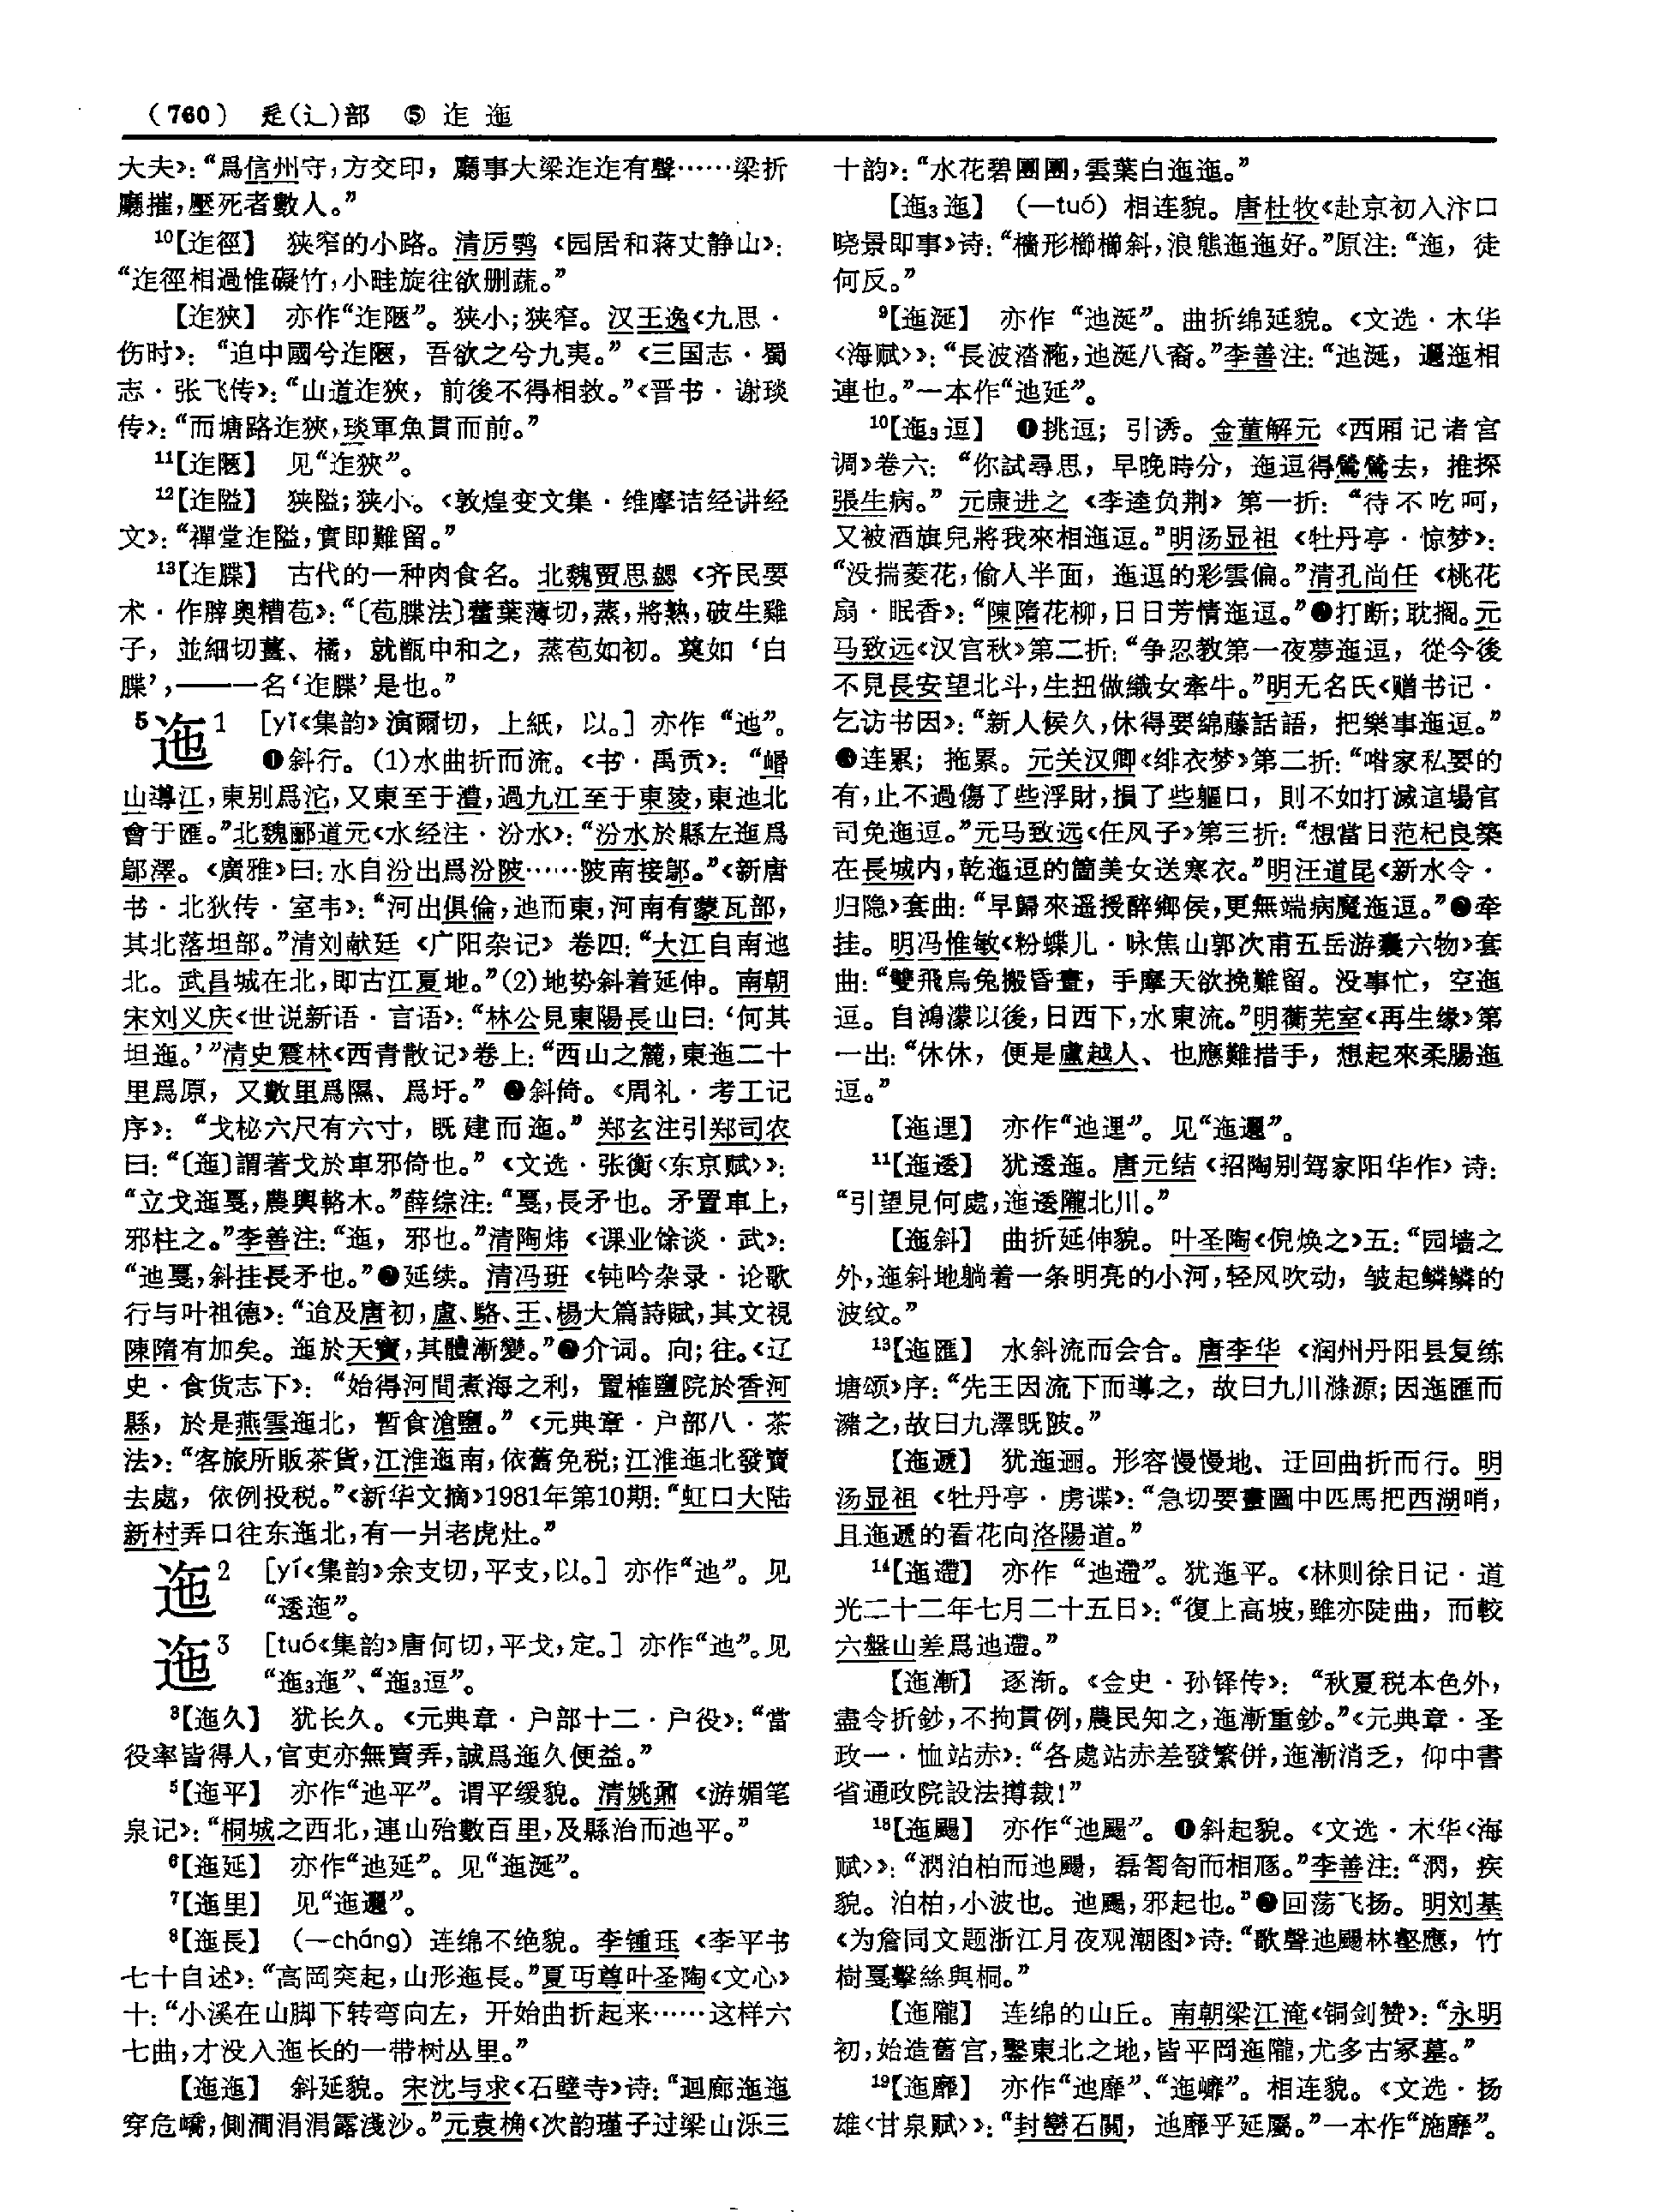 （760） 辵(辶)部 ⑤ 迮 迤
大夫》：“爲信州守，方交印，廳事大梁迮迮有聲……梁折
廳摧，壓死者數人。”
¹⁰【迮徑】 狭窄的小路。清厉鹗《园居和蒋丈静山》：
“迮徑相過惟礙竹，小畦旋往欲删蔬。”
【迮狹】 亦作“迮陿”。狭小；狭窄。汉王逸《九思·
伤时》：“迫中國兮迮陿，吾欲之兮九夷。”《三国志·蜀
志·张飞传》：“山道迮狹，前後不得相救。”《晋书·谢琰
传》：“而塘路迮狹，琰軍魚貫而前。”
¹¹【迮陿】 见“迮狹”。
¹²【迮隘】 狭隘；狭小。《敦煌变文集·维摩诘经讲经
文》：“禪堂迮隘，實即難留。”
¹³【迮䐑】 古代的一种肉食名。北魏贾思勰《齐民要
术·作脾奥糟苞》：“〔苞䐑法〕藿葉薄切，蒸，將熟，破生雞
子，並細切薑、橘，就甑中和之，蒸苞如初。奠如‘白
䐑’，——一名‘迮䐑’是也。”
⁵迤¹ ［yǐ《集韵》演爾切，上紙，以。］ 亦作“迆”。
❶斜行。(1)水曲折而流。《书·禹贡》：“嶓
山導江，東别爲沱，又東至于澧，過九江至于東陵，東迆北
會于匯。”北魏郦道元《水经注·汾水》：“汾水於縣左迤爲
鄔澤。《廣雅》曰：水自汾出爲汾陂……陂南接鄔。”《新唐
书·北狄传·室韦》：“河出俱倫，迆而東，河南有蒙瓦部，
其北落坦部。”清刘献廷《广阳杂记》卷四：“大江自南迆
北。武昌城在北，即古江夏地。”(2)地势斜着延伸。南朝
宋刘义庆《世说新语·言语》：“林公見東陽長山曰：‘何其
坦迤。’”清史震林《西青散记》卷上：“西山之麓，東迤二十
里爲原，又數里爲隰、爲圩。” ❷斜倚。《周礼·考工记
序》：“戈柲六尺有六寸，既建而迤。”郑玄注引郑司农
曰：“〔迤〕謂著戈於車邪倚也。”《文选·张衡〈东京赋〉》：
“立戈迤戛，農輿輅木。”薛综注：“戛，長矛也。矛置車上，
邪柱之。”李善注：“迤，邪也。”清陶炜《课业馀谈·武》：
“迆戛，斜挂長矛也。”❸延续。清冯班《钝吟杂录·论歌
行与叶祖德》：“迨及唐初，盧、駱、王、楊大篇詩賦，其文視
陳隋有加矣。迤於天寶，其體漸變。”❹介词。向；往。《辽
史·食货志下》：“始得河間煮海之利，置榷鹽院於香河
縣，於是燕雲迤北，暫食滄鹽。”《元典章·户部八·茶
法》：“客旅所販茶貨，江淮迤南，依舊免税；江淮迤北發賣
去處，依例投税。”《新华文摘》1981年第10期：“虹口大陆
新村弄口往东迤北，有一爿老虎灶。”
迤² ［yí《集韵》余支切，平支，以。］ 亦作“迆”。见
“逶迤”。
迤³ ［tuó《集韵》唐何切，平戈，定。］ 亦作“迆”。见
“迤₃迤”、“迤₃逗”。
³【迤久】 犹长久。《元典章·户部十二·户役》：“當
役率皆得人，官吏亦無賣弄，誠爲迤久便益。”
⁵【迤平】 亦作“迆平”。谓平缓貌。清姚鼐《游媚笔
泉记》：“桐城之西北，連山殆數百里，及縣治而迆平。”
⁶【迤延】 亦作“迆延”。见“迤涎”。
⁷【迤里】 见“迤邐”。
⁸【迤長】 （—cháng）连绵不绝貌。李锺珏《李平书
七十自述》：“高岡突起，山形迤長。”夏丏尊叶圣陶《文心》
十：“小溪在山脚下转弯向左，开始曲折起来……这样六
七曲，才没入迤长的一带树丛里。”
【迤迤】 斜延貌。宋沈与求《石壁寺》诗：“迴廊迤迤
穿危嶠，側澗涓涓露淺沙。”元袁桷《次韵瑾子过梁山泺三
十韵》：“水花碧團團，雲葉白迤迤。”
【迤₃迤】 （—tuó）相连貌。唐杜牧《赴京初入汴口
晓景即事》诗：“檣形櫛櫛斜，浪態迤迤好。”原注：“迤，徒
何反。”
⁹【迤涎】 亦作“迆涎”。曲折绵延貌。《文选·木华
〈海赋〉》：“長波涾𣶏，迆涎八裔。”李善注：“迆涎，邐迤相
連也。”一本作“迆延”。
¹⁰【迤₃逗】 ❶挑逗；引诱。金董解元《西厢记诸宫
调》卷六：“你試尋思，早晚時分，迤逗得鶯鶯去，推探
張生病。”元康进之《李逵负荆》第一折：“待不吃呵，
又被酒旗兒將我來相迤逗。”明汤显祖《牡丹亭·惊梦》：
“没揣菱花，偷人半面，迤逗的彩雲偏。”清孔尚任《桃花
扇·眠香》：“陳隋花柳，日日芳情迤逗。”❷打断；耽搁。元
马致远《汉宫秋》第二折：“争忍教第一夜夢迤逗，從今後
不見長安望北斗，生扭做織女牽牛。”明无名氏《赠书记·
乞访书因》：“新人候久，休得要綿藤話語，把樂事迤逗。”
❸连累；拖累。元关汉卿《绯衣梦》第二折：“喒家私要的
有，止不過傷了些浮財，損了些軀口，則不如打滅這場官
司免迤逗。”元马致远《任风子》第三折：“想當日范杞良築
在長城内，乾迤逗的箇美女送寒衣。”明汪道昆《新水令·
归隐》套曲：“早歸來遥授醉鄉侯，更無端病魔迤逗。”❹牵
挂。明冯惟敏《粉蝶儿·咏焦山郭次甫五岳游囊六物》套
曲：“雙飛烏兔搬昏晝，手摩天欲挽難留。没事忙，空迤
逗。自鴻濛以後，日西下，水東流。”明蘅芜室《再生缘》第
一出：“休休，便是盧越人、也應難措手，想起來柔腸迤
逗。”
【迤逞】 亦作“迆逞”。见“迤邐”。
¹¹【迤逶】 犹逶迤。唐元结《招陶别驾家阳华作》诗：
“引望見何處，迤逶隴北川。”
【迤斜】 曲折延伸貌。叶圣陶《倪焕之》五：“园墙之
外，迤斜地躺着一条明亮的小河，轻风吹动，皱起鳞鳞的
波纹。”
¹³【迤匯】 水斜流而会合。唐李华《润州丹阳县复练
塘颂》序：“先王因流下而導之，故曰九川滌源；因迤匯而
瀦之，故曰九澤既陂。”
【迤遞】 犹迤逦。形容慢慢地、迂回曲折而行。明
汤显祖《牡丹亭·虏谍》：“急切要畫圖中匹馬把西湖哨，
且迤遞的看花向洛陽道。”
¹⁴【迤遭】 亦作“迆遭”。犹迤平。《林则徐日记·道
光二十二年七月二十五日》：“復上高坡，雖亦陡曲，而較
六盤山差爲迆遭。”
【迤漸】 逐渐。《金史·孙铎传》：“秋夏税本色外，
盡令折鈔，不拘貫例，農民知之，迤漸重鈔。”《元典章·圣
政一·恤站赤》：“各處站赤差發繁併，迤漸消乏，仰中書
省通政院設法撙裁！”
¹⁵【迤颺】 亦作“迆颺”。❶斜起貌。《文选·木华〈海
赋〉》：“濶泊柏而迆颺，磊匒匌而相豗。”李善注：“濶，疾
貌。泊柏，小波也。迆颺，邪起也。”❷回荡飞扬。明刘基
《为詹同文题浙江月夜观潮图》诗：“歌聲迆颺林壑應，竹
樹戛擊絲與桐。”
【迤隴】 连绵的山丘。南朝梁江淹《铜剑赞》：“永明
初，始造舊宫，鑿東北之地，皆平岡迤隴，尤多古冢墓。”
¹⁹【迤靡】 亦作“迆靡”、“迤㠧”。相连貌。《文选·扬
雄〈甘泉赋〉》：“封巒石關，迆靡乎延屬。”一本作“施靡”。